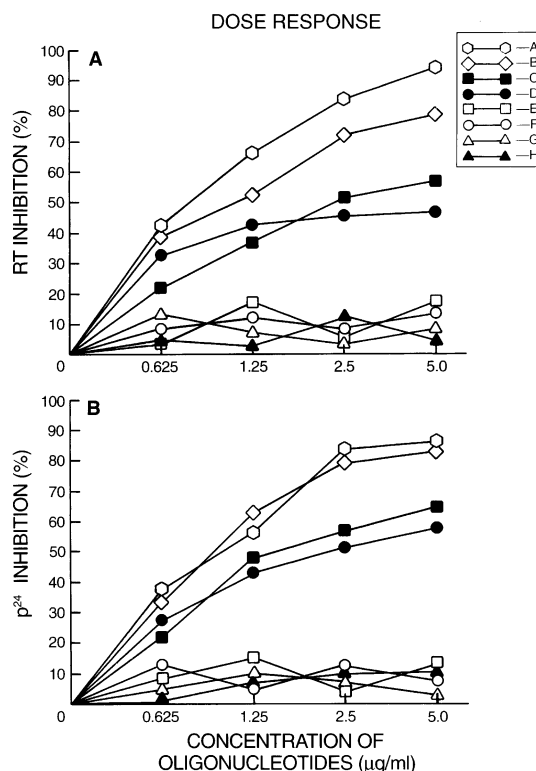 DOSE RESPONSE
A
100
90
80
70
60
50
40
30
20
10
0
RT INHIBITION (%)
0.625 1.25 2.5 5.0
A
B
C
D
E
F
G
H
B
100
90
80
70
60
50
40
30
20
10
0
p24 INHIBITION (%)
0.625 1.25 2.5 5.0
CONCENTRATION OF
OLIGONUCLEOTIDES (μg/ml)